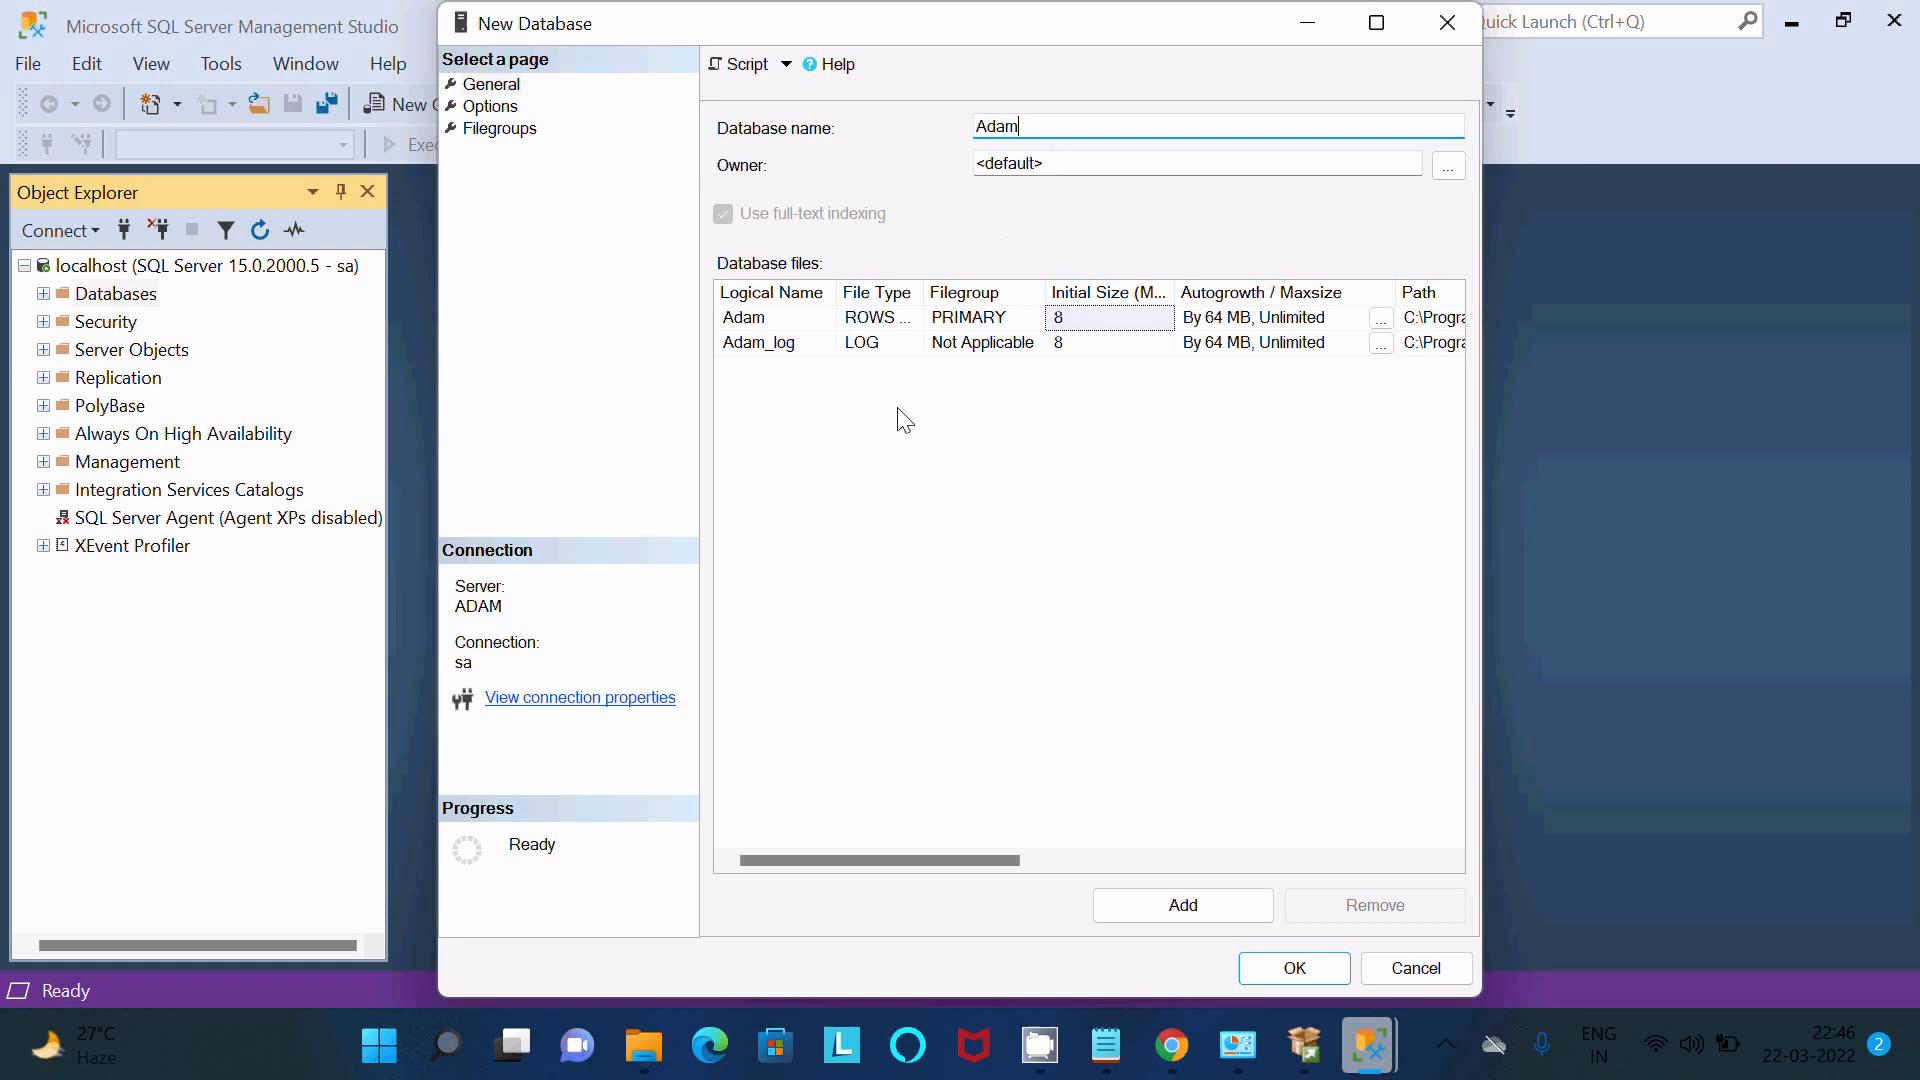 Microsoft SQL Server Management Studio
New Database
Quick Launch (Ctrl+Q)
File Edit View Tools Window Help
New
Exec
Select a page
General
Options
Filegroups
Script Help
Database name: Adam
Owner: <default> ...
Use full-text indexing
Database files:
Logical Name File Type Filegroup Initial Size (M... Autogrowth / Maxsize Path
Adam ROWS ... PRIMARY 8 By 64 MB, Unlimited ... C:\Progra
Adam_log LOG Not Applicable 8 By 64 MB, Unlimited ... C:\Progra
Object Explorer
Connect
localhost (SQL Server 15.0.2000.5 - sa)
Databases
Security
Server Objects
Replication
PolyBase
Always On High Availability
Management
Integration Services Catalogs
SQL Server Agent (Agent XPs disabled)
XEvent Profiler
Connection
Server:
ADAM
Connection:
sa
View connection properties
Progress
Ready
Add Remove
OK Cancel
Ready
27°C
Haze
L
ENG
IN
22:46
22-03-2022
2